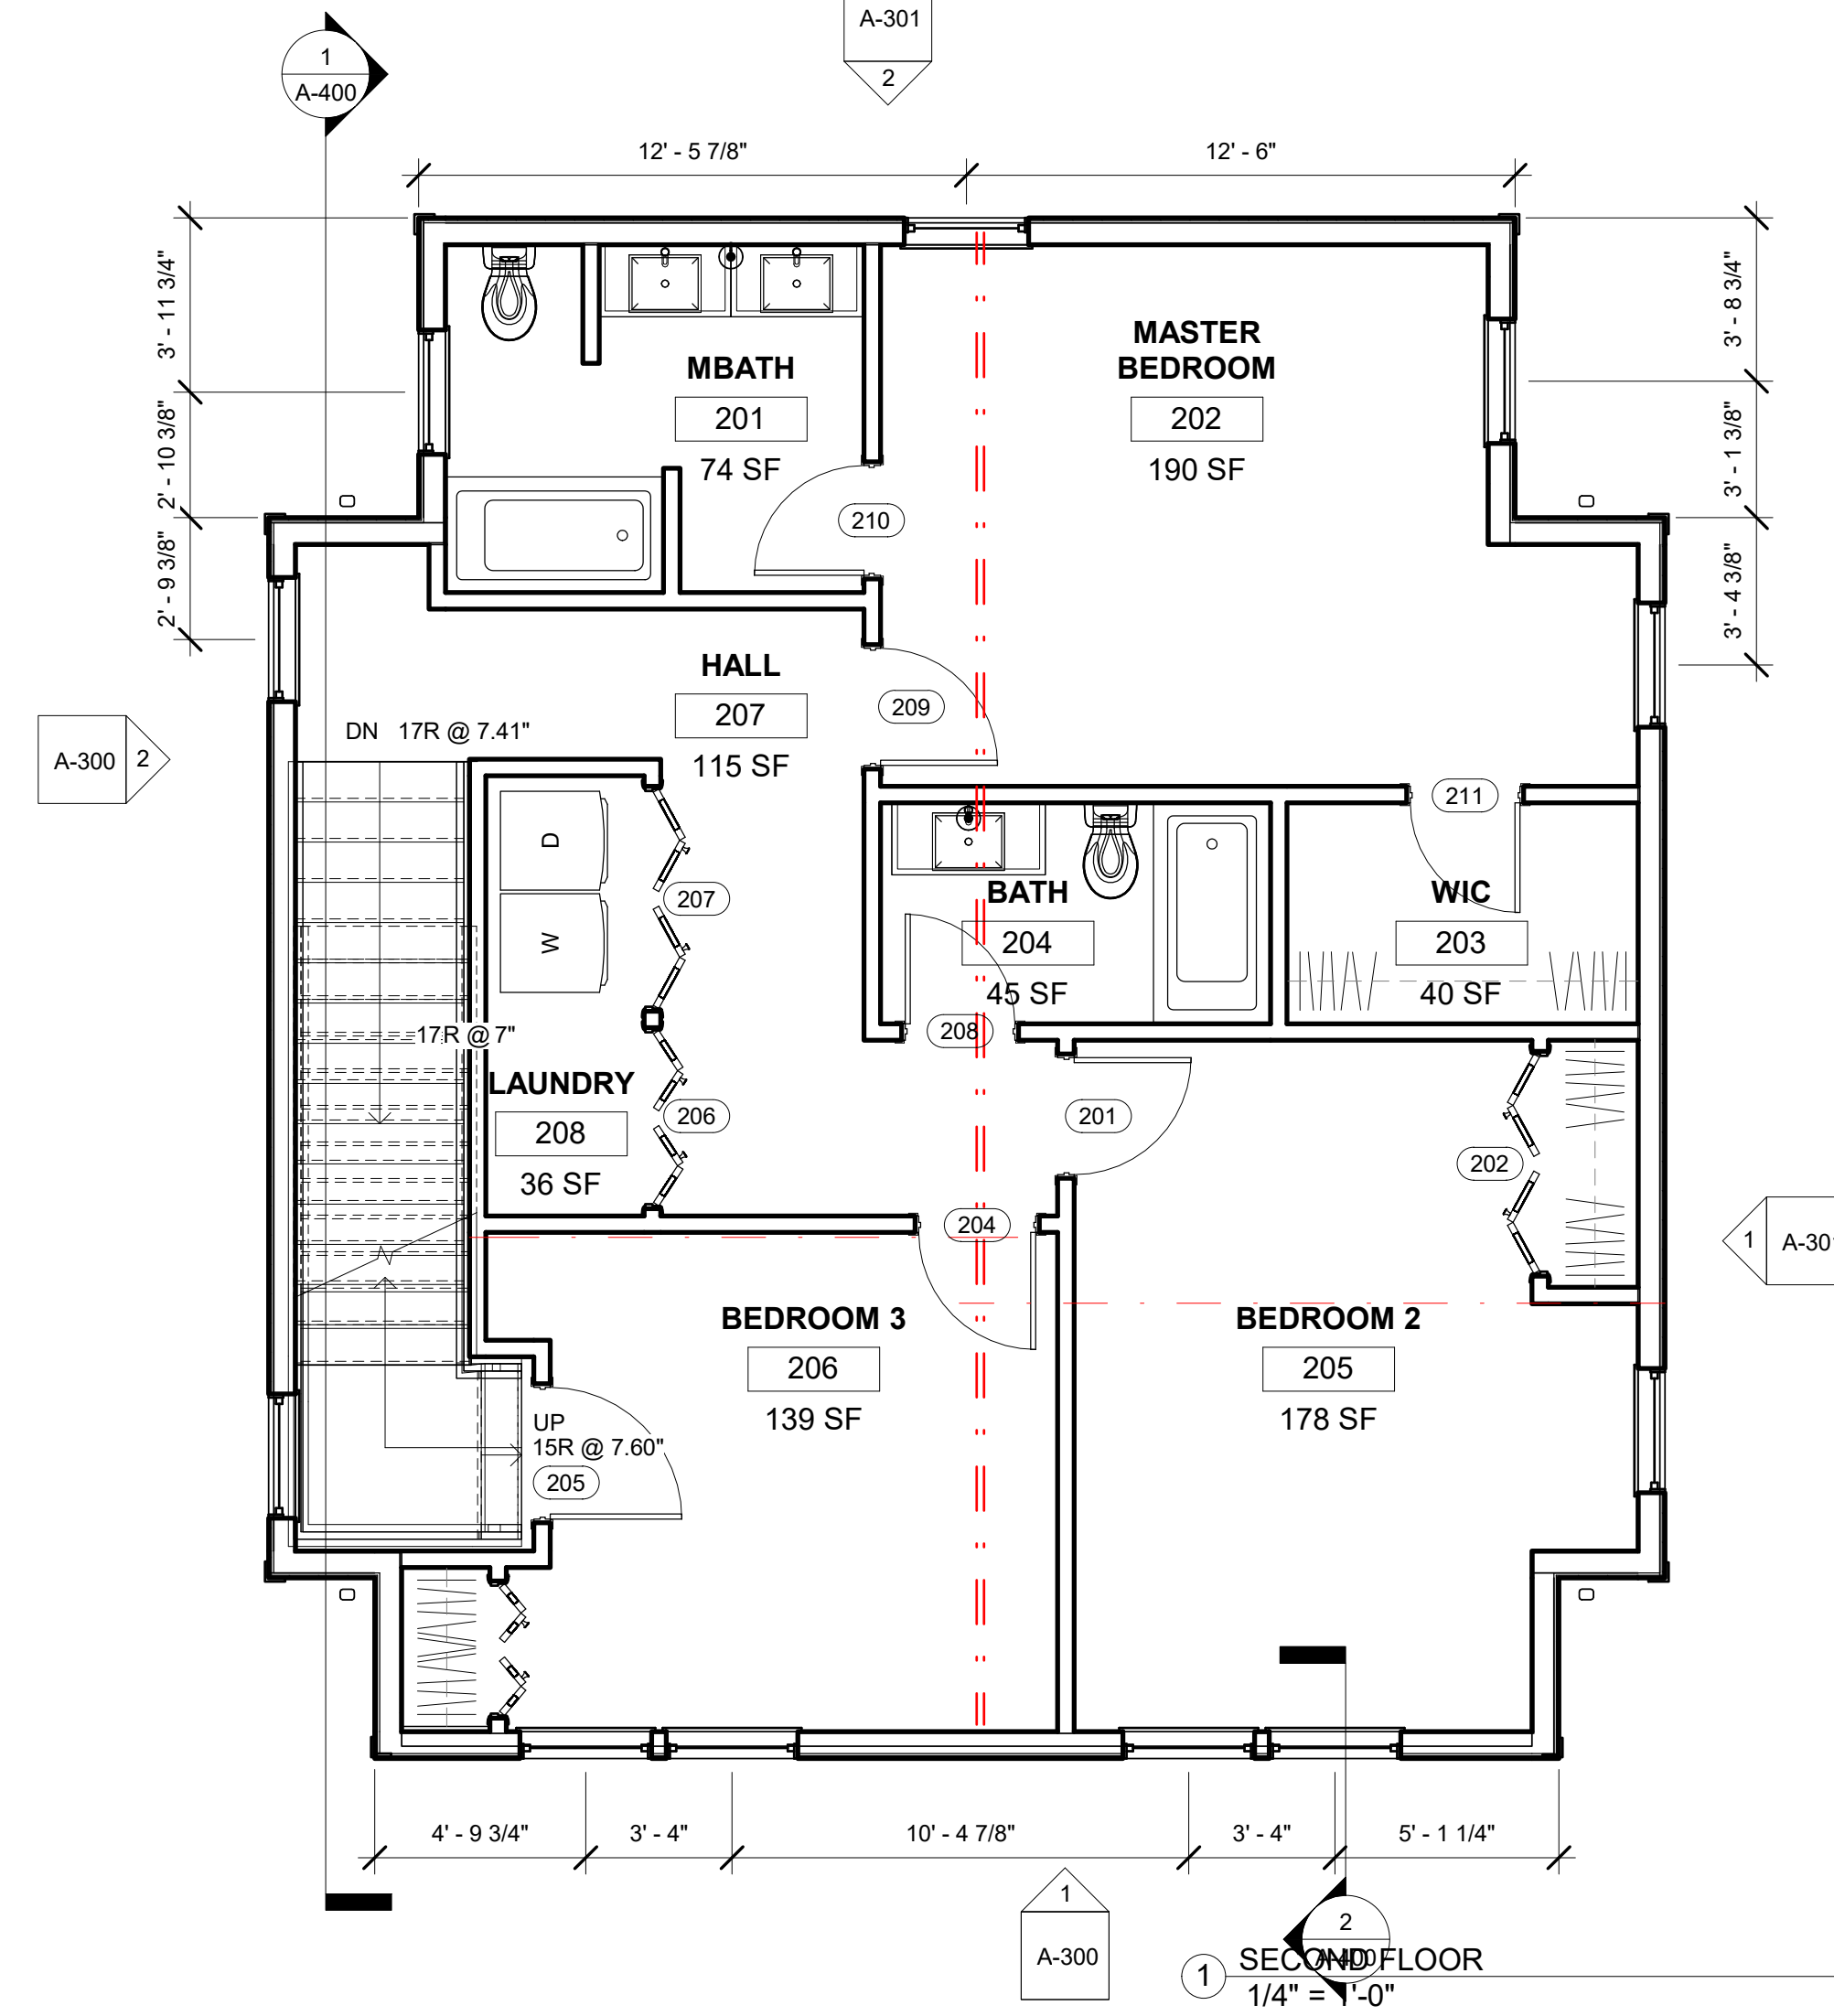 A-301
2
1
A-400
12' - 5 7/8"
12' - 6"
3' - 11 3/4"
2' - 10 3/8"
2' - 9 3/8"
3' - 8 3/4"
3' - 1 3/8"
3' - 4 3/8"
MBATH
201
74 SF
MASTER
BEDROOM
202
190 SF
210
HALL
207
115 SF
209
DN 17R @ 7.41"
A-300
2
211
D
W
207
BATH
204
45 SF
208
WIC
203
40 SF
17R @ 7"
LAUNDRY
208
36 SF
206
201
202
204
1
BEDROOM 3
206
139 SF
BEDROOM 2
205
178 SF
UP
15R @ 7.60"
205
4' - 9 3/4"
3' - 4"
10' - 4 7/8"
3' - 4"
5' - 1 1/4"
1
A-300
2
A-400
1
SECOND FLOOR
1/4" = 1'-0"